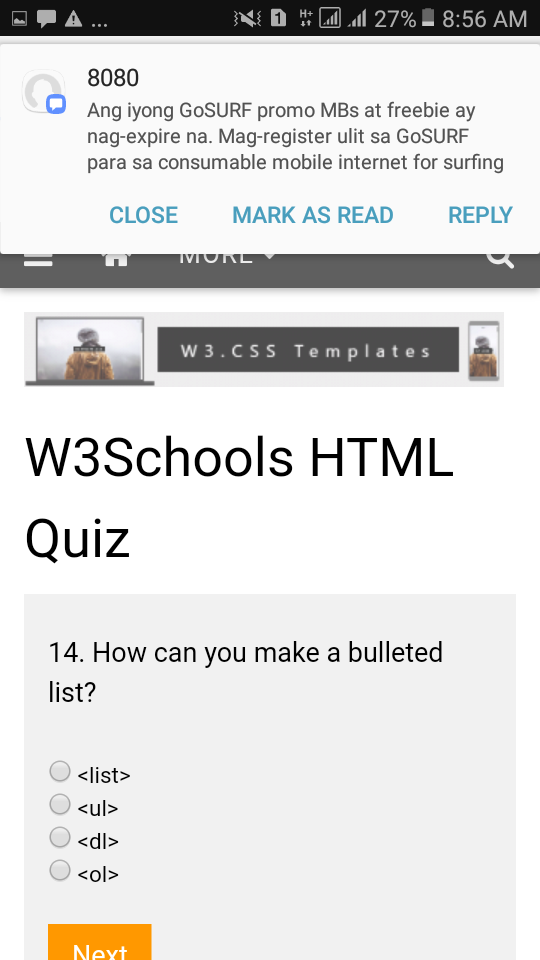 ... 1 H+ 27% 8:56 AM
8080
Ang iyong GoSURF promo MBs at freebie ay
nag-expire na. Mag-register ulit sa GoSURF
para sa consumable mobile internet for surfing
CLOSE MARK AS READ REPLY
MORE
W3.CSS Templates
W3Schools HTML
Quiz
14. How can you make a bulleted
list?
<list>
<ul>
<dl>
<ol>
Next